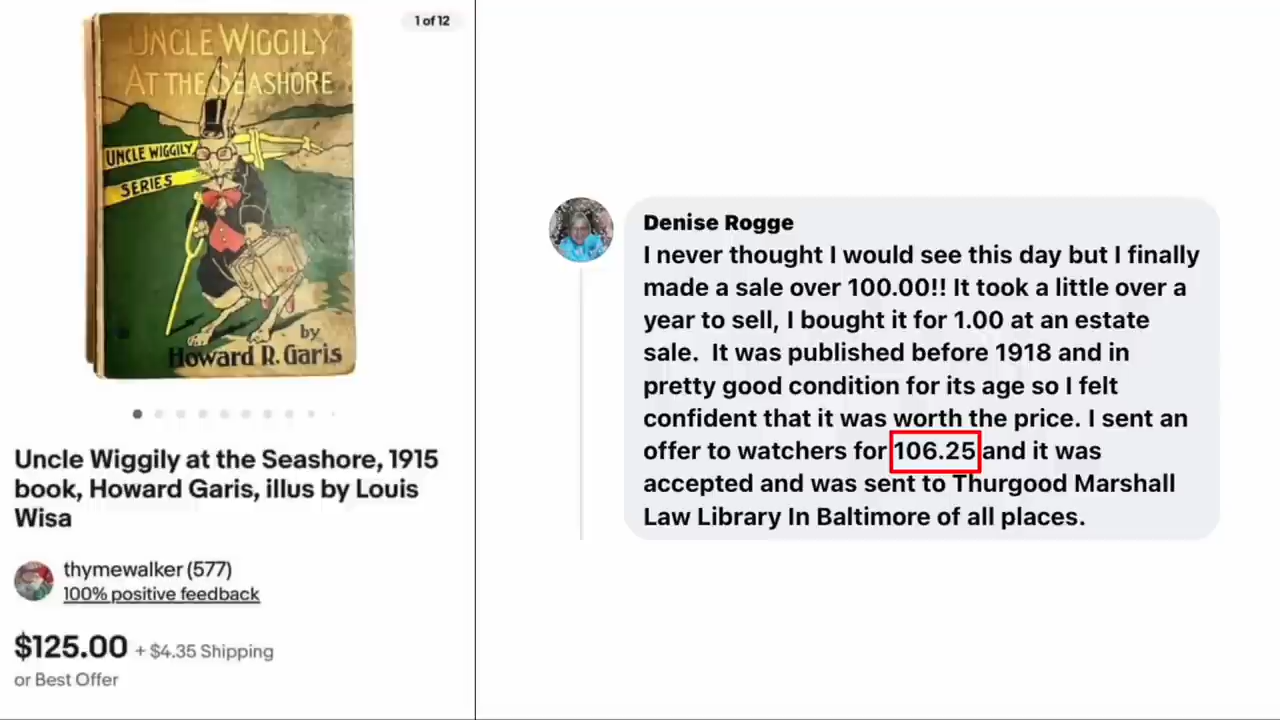 1 of 12
UNCLE WIGGILY
AT THE SEASHORE
UNCLE WIGGILY
SERIES
by
Howard R. Garis
Uncle Wiggily at the Seashore, 1915
book, Howard Garis, illus by Louis
Wisa
thymewalker (577)
100% positive feedback
$125.00 + $4.35 Shipping
or Best Offer
Denise Rogge
I never thought I would see this day but I finally
made a sale over 100.00!! It took a little over a
year to sell, I bought it for 1.00 at an estate
sale.  It was published before 1918 and in
pretty good condition for its age so I felt
confident that it was worth the price. I sent an
offer to watchers for 106.25 and it was
accepted and was sent to Thurgood Marshall
Law Library In Baltimore of all places.